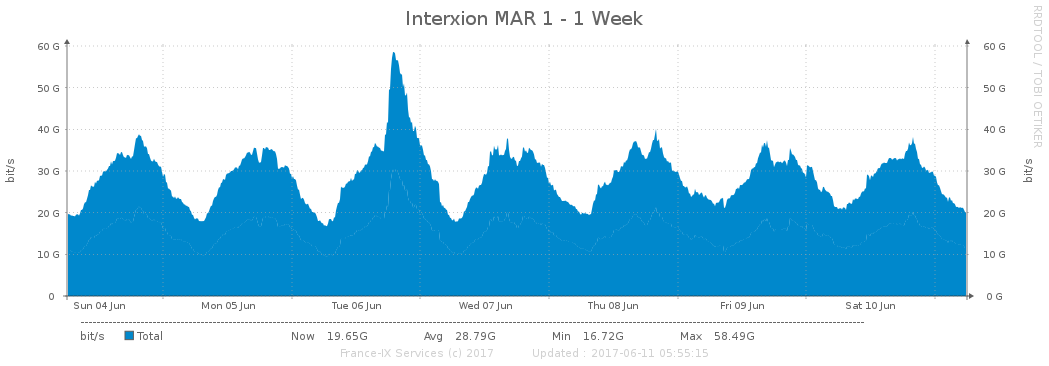 Interxion MAR 1 - 1 Week
RRDTOOL / TOBI OETIKER
bit/s
60 G 60 G
50 G 50 G
40 G 40 G
30 G 30 G
20 G 20 G
10 G 10 G
0 0 G
bit/s
Sun 04 Jun Mon 05 Jun Tue 06 Jun Wed 07 Jun Thu 08 Jun Fri 09 Jun Sat 10 Jun
bit/s Total Now 19.65G Avg 28.79G Min 16.72G Max 58.49G
France-IX Services (c) 2017 Updated : 2017-06-11 05:55:15